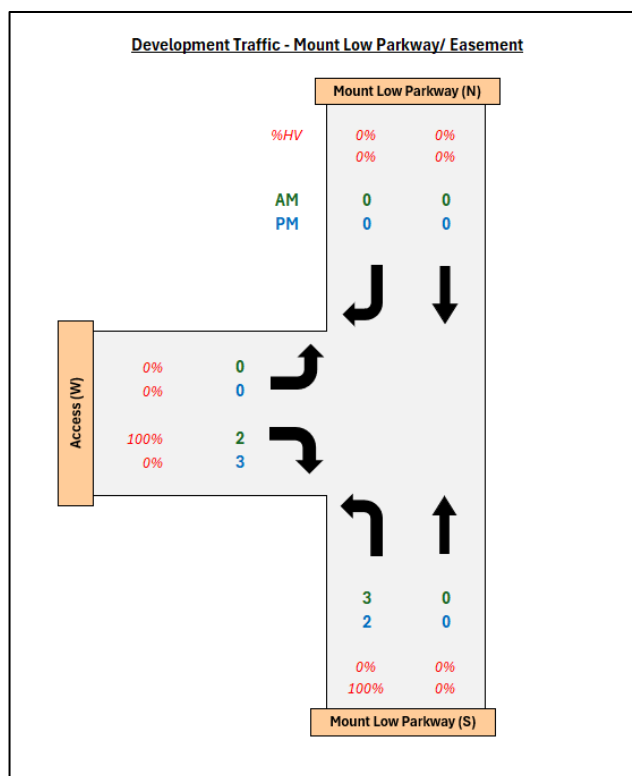 Development Traffic - Mount Low Parkway/ Easement
Mount Low Parkway (N)
%HV 0% 0%
0% 0%
AM 0 0
PM 0 0
Access (W)
0% 0
0% 0
100% 2
0% 3
3 0
2 0
0% 0%
100% 0%
Mount Low Parkway (S)